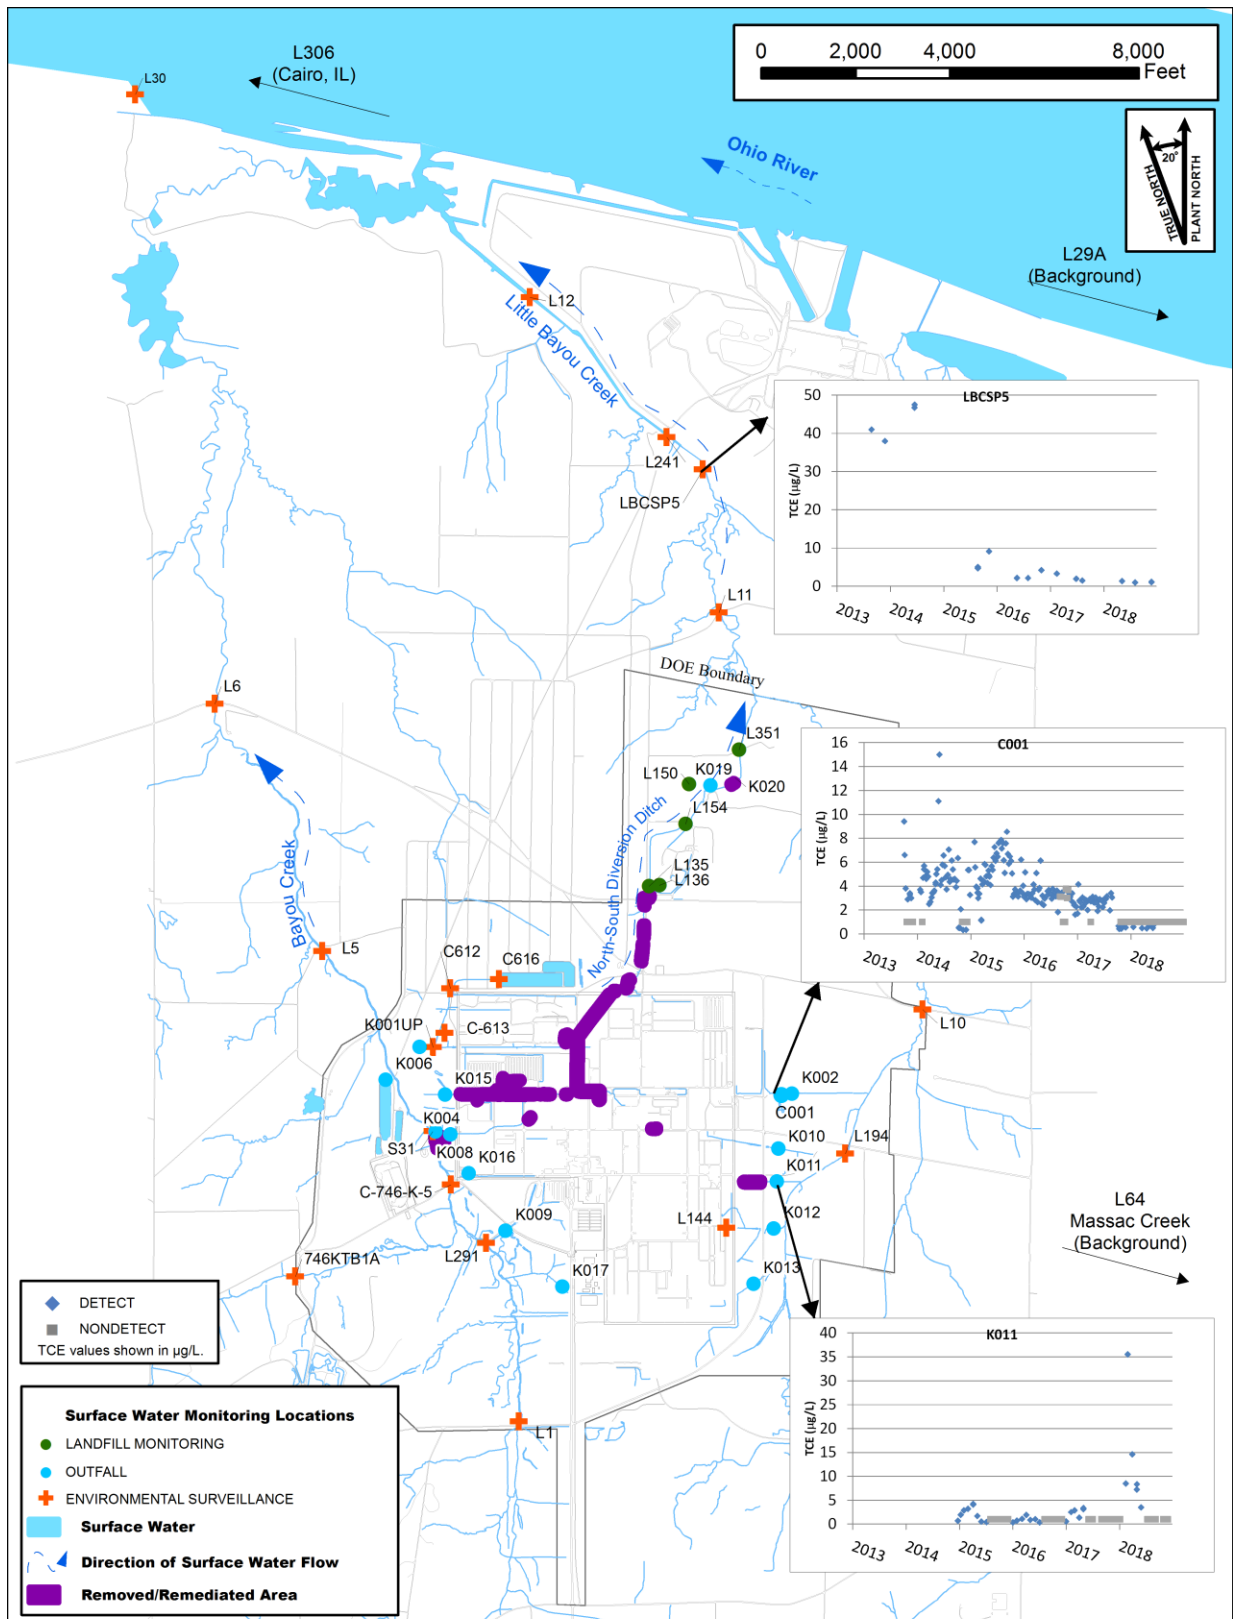 L306
(Cairo, IL)
L30
0 2,000 4,000 8,000
Feet
Ohio River
20°
TRUE NORTH
PLANT NORTH
L29A
(Background)
L12
Little Bayou Creek
L241
LBCSP5
LBCSP5
TCE (µg/L)
50
40
30
20
10
0
2013 2014 2015 2016 2017 2018
L11
DOE Boundary
L6
L351
L150
K019
K020
L154
North-South Diversion Ditch
L135
L136
C001
TCE (µg/L)
16
14
12
10
8
6
4
2
0
2013 2014 2015 2016 2017 2018
Bayou Creek
L5
C612
C616
K001UP
C-613
K006
K015
L10
K002
C001
K004
S31
K008
K016
K010
L194
K011
C-746-K-5
K009
L144
K012
L64
Massac Creek
(Background)
L291
746KTB1A
K017
K013
DETECT
NONDETECT
TCE values shown in µg/L.
K011
TCE (µg/L)
40
35
30
25
20
15
10
5
0
2013 2014 2015 2016 2017 2018
L1
Surface Water Monitoring Locations
LANDFILL MONITORING
OUTFALL
ENVIRONMENTAL SURVEILLANCE
Surface Water
Direction of Surface Water Flow
Removed/Remediated Area